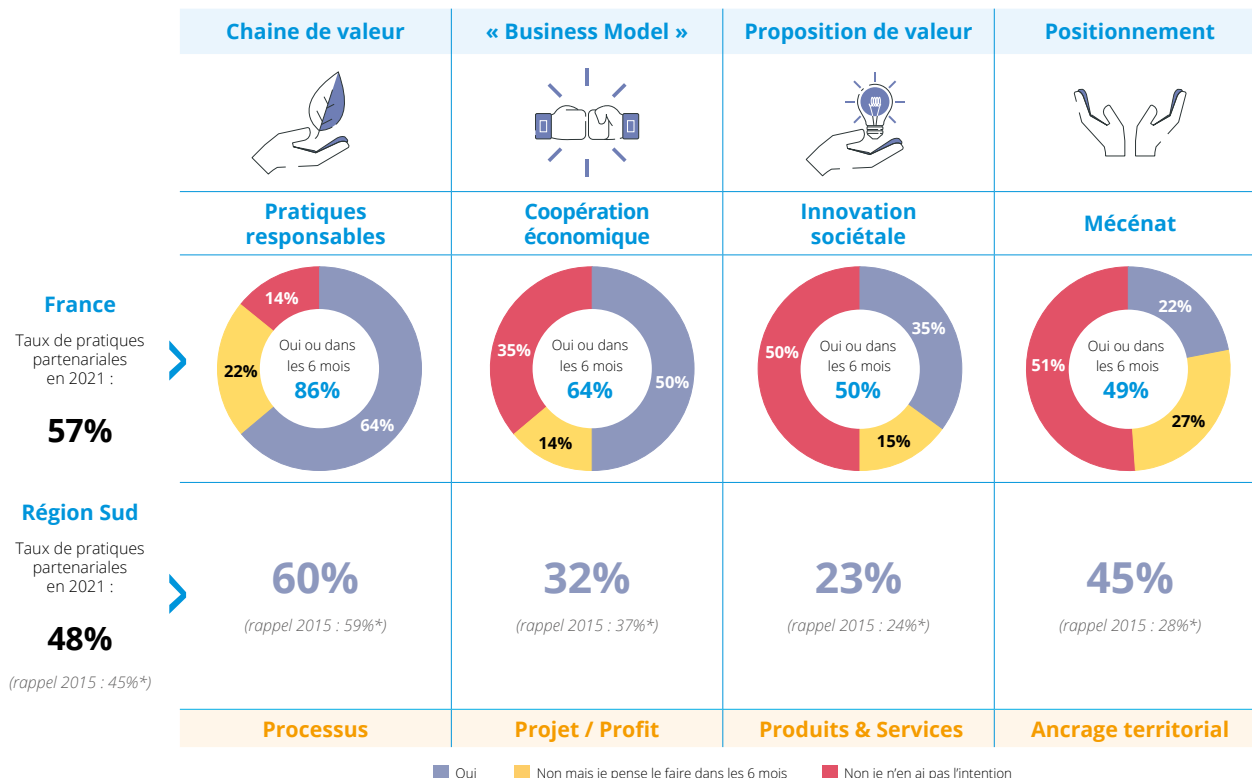 Chaine de valeur
« Business Model »
Proposition de valeur
Positionnement
Pratiques
responsables
Coopération
économique
Innovation
sociétale
Mécénat
France
Taux de pratiques
partenariales
en 2021 :
57%
14%
22%
64%
Oui ou dans
les 6 mois
86%
35%
14%
50%
Oui ou dans
les 6 mois
64%
50%
15%
35%
Oui ou dans
les 6 mois
50%
51%
27%
22%
Oui ou dans
les 6 mois
49%
Région Sud
Taux de pratiques
partenariales
en 2021 :
48%
(rappel 2015 : 45%*)
60%
(rappel 2015 : 59%*)
32%
(rappel 2015 : 37%*)
23%
(rappel 2015 : 24%*)
45%
(rappel 2015 : 28%*)
Processus
Projet / Profit
Produits & Services
Ancrage territorial
Oui
Non mais je pense le faire dans les 6 mois
Non je n'en ai pas l'intention